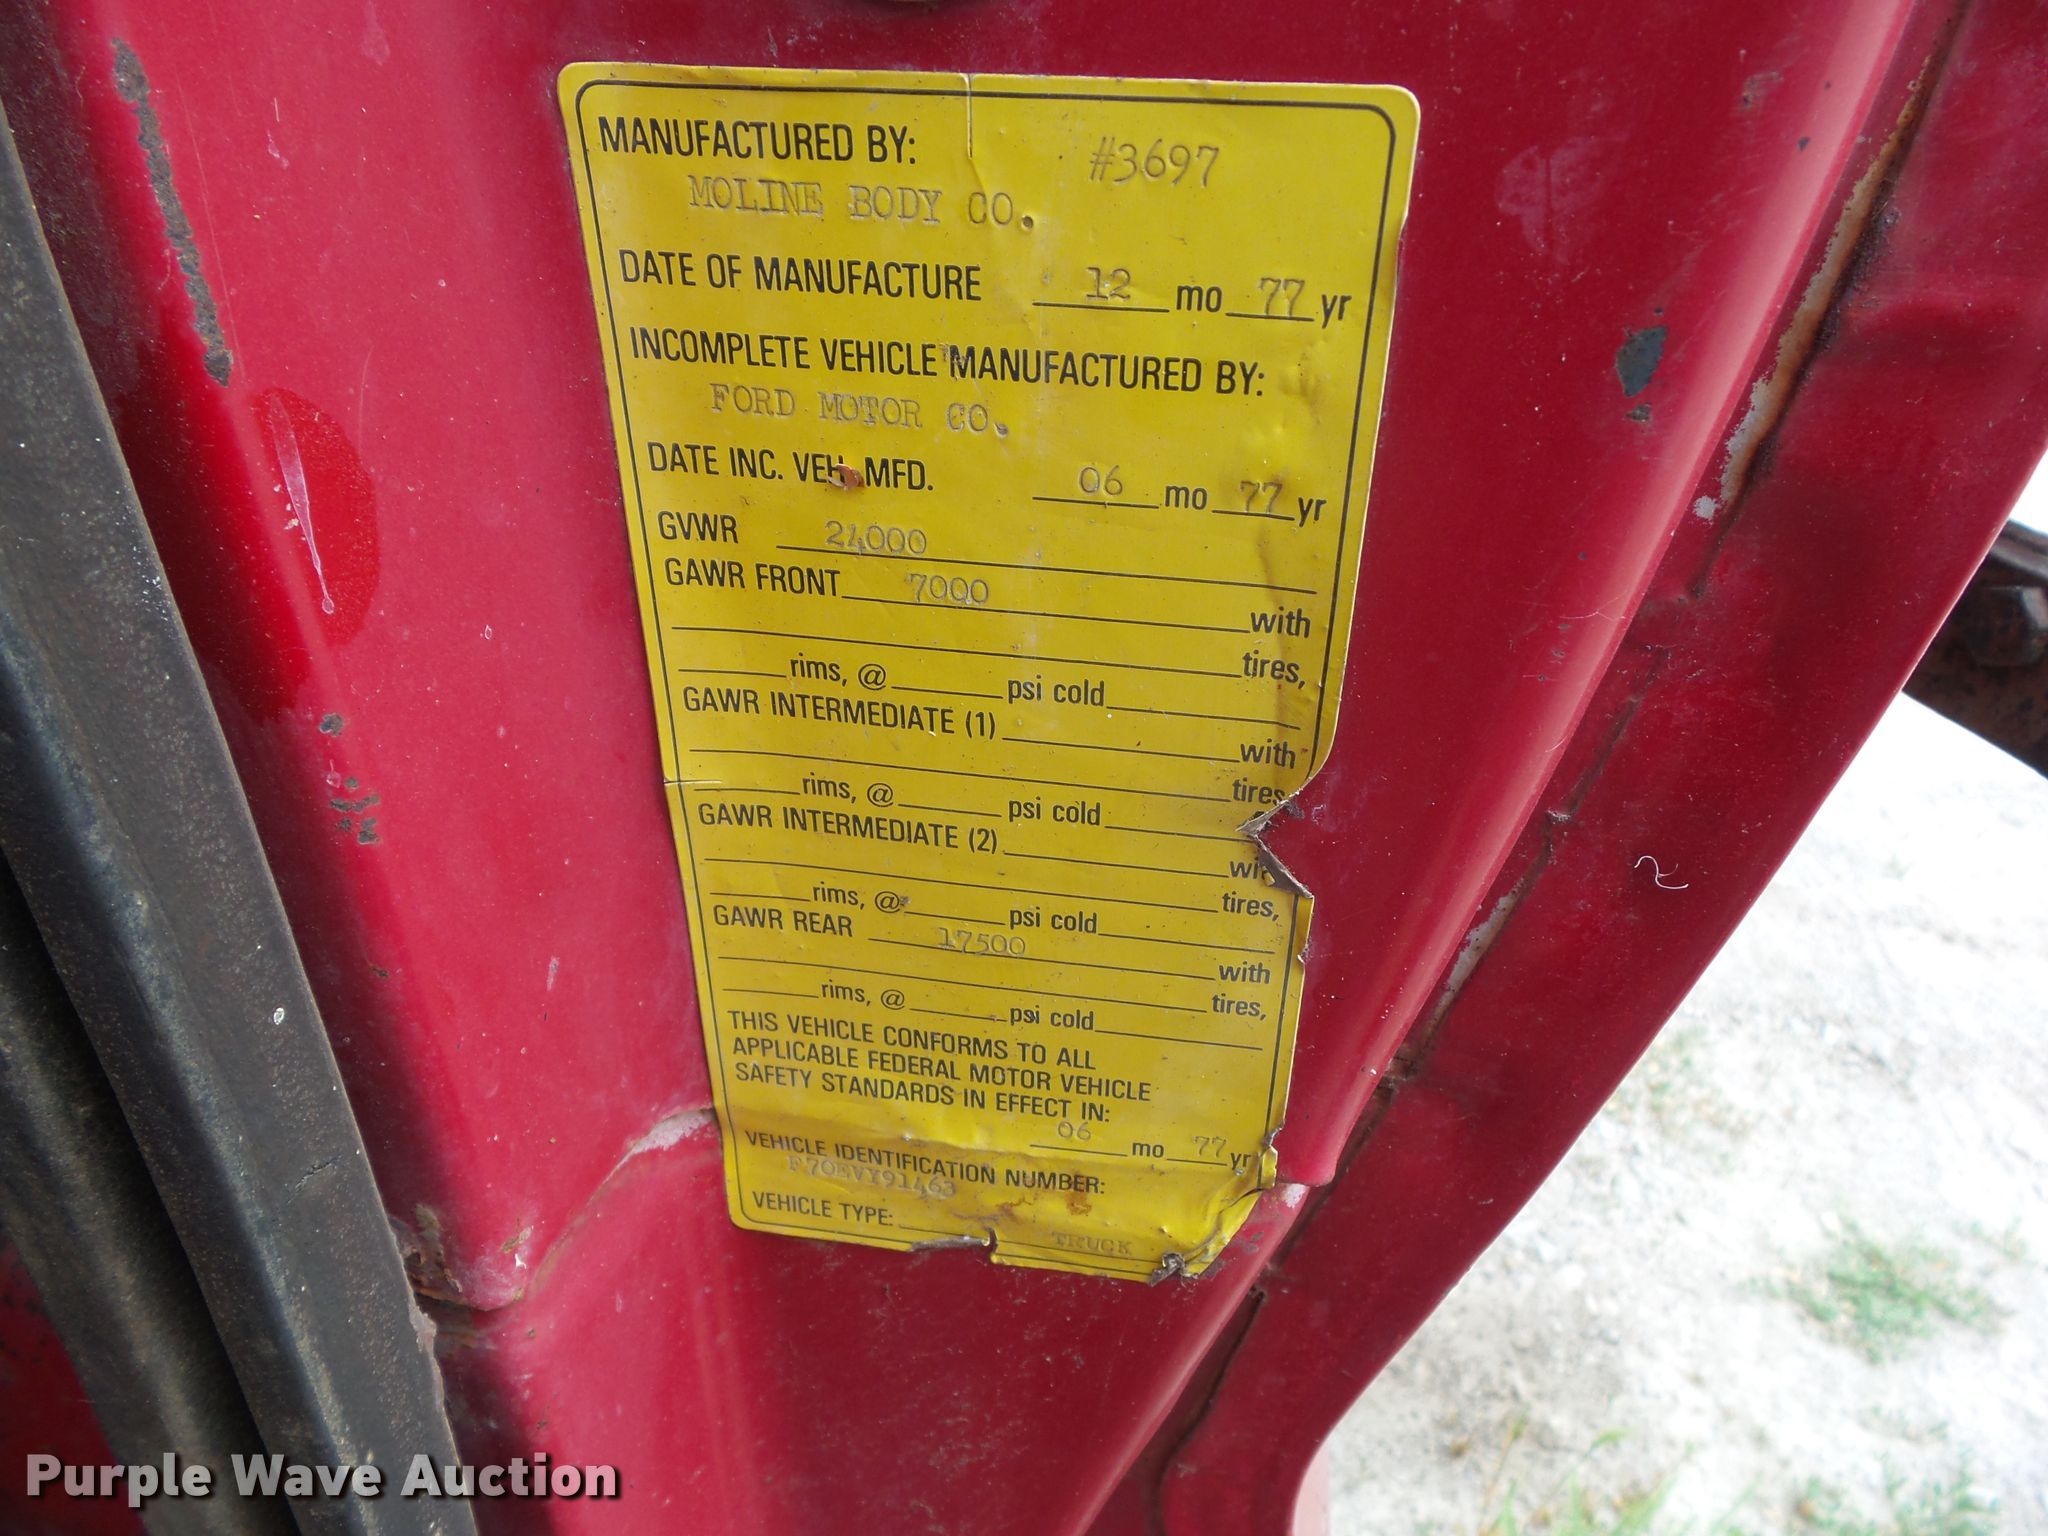 MANUFACTURED BY: #3697
MOLINE BODY CO.
DATE OF MANUFACTURE 12 mo 77 yr
INCOMPLETE VEHICLE MANUFACTURED BY:
FORD MOTOR CO.
DATE INC. VEH. MFD. 06 mo 77 yr
GVWR 24000
GAWR FRONT 7000 with
tires,
rims, @ psi cold
GAWR INTERMEDIATE (1) with
tires,
rims, @ psi cold
GAWR INTERMEDIATE (2) with
tires,
rims, @ psi cold
GAWR REAR 17500 with
tires,
rims, @ psi cold
THIS VEHICLE CONFORMS TO ALL
APPLICABLE FEDERAL MOTOR VEHICLE
SAFETY STANDARDS IN EFFECT IN:
06 mo 77 yr
VEHICLE IDENTIFICATION NUMBER:
F70EVY91463
VEHICLE TYPE: TRUCK
Purple Wave Auction